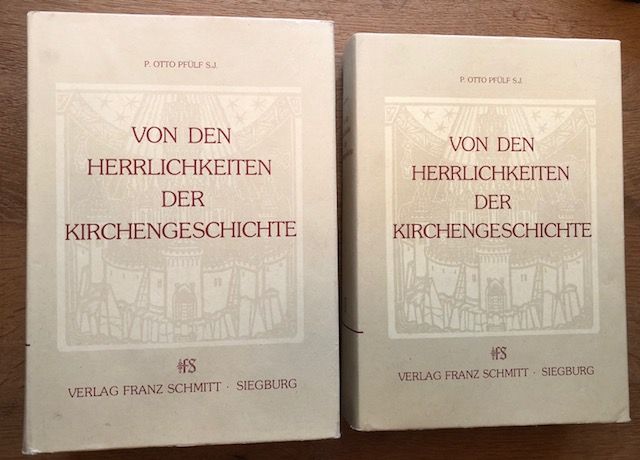 P. OTTO PFÜLF S.J.
VON DEN
HERRLICHKEITEN
DER
KIRCHENGESCHICHTE
fS
VERLAG FRANZ SCHMITT · SIEGBURG
P. OTTO PFÜLF S.J.
VON DEN
HERRLICHKEITEN
DER
KIRCHENGESCHICHTE
fS
VERLAG FRANZ SCHMITT · SIEGBURG